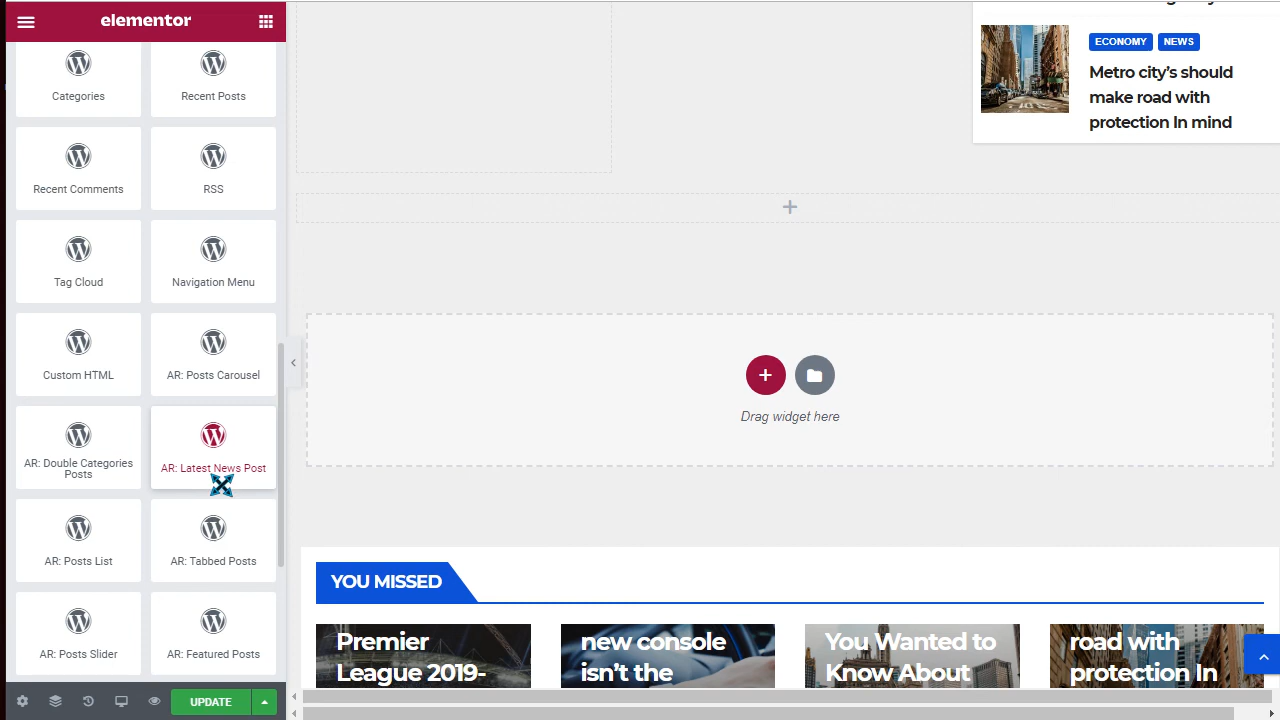 elementor
Categories
Recent Posts
Recent Comments
RSS
Tag Cloud
Navigation Menu
Custom HTML
AR: Posts Carousel
AR: Double Categories
Posts
AR: Latest News Post
AR: Posts List
AR: Tabbed Posts
AR: Posts Slider
AR: Featured Posts
UPDATE
ECONOMY
NEWS
Metro city's should
make road with
protection In mind
Drag widget here
YOU MISSED
Premier
League 2019-
new console
isn't the
You Wanted to
Know About
road with
protection In